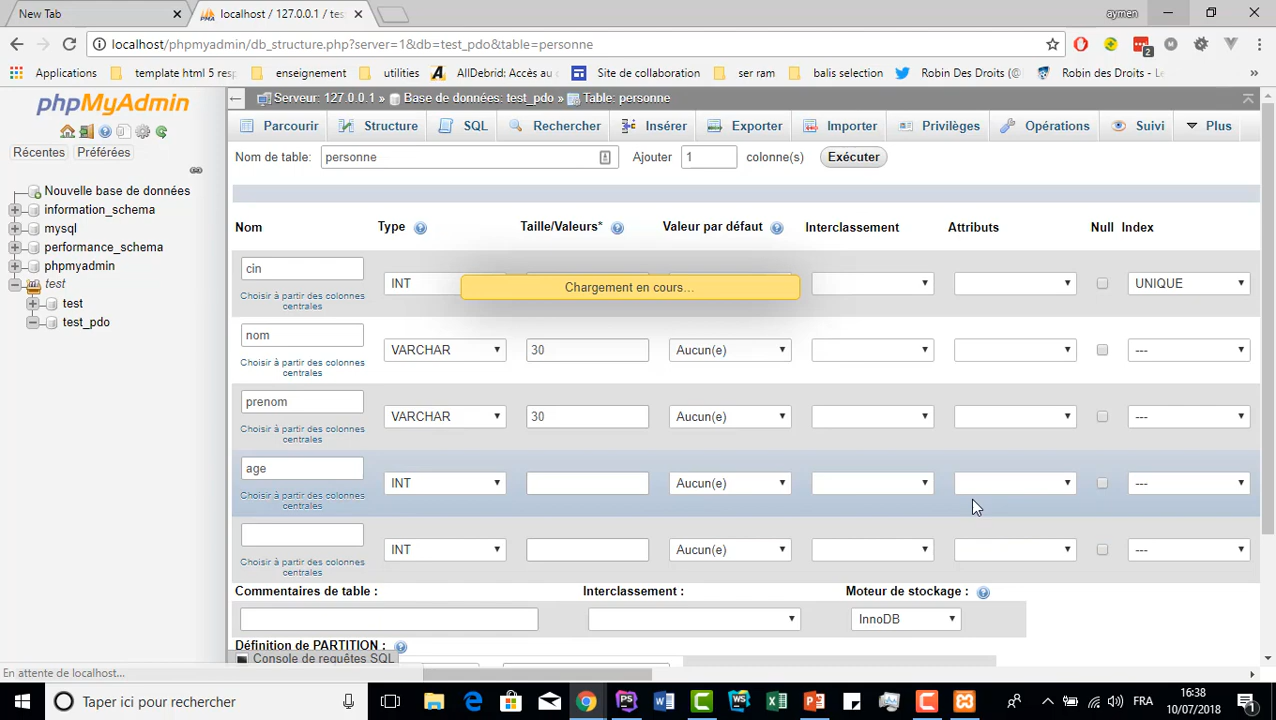 New Tab
localhost / 127.0.0.1 / tes
aymen
localhost/phpmyadmin/db_structure.php?server=1&db=test_pdo&table=personne
2
Applications
template html 5 resp
enseignement
utilities
AllDebrid: Accès au co
Site de collaboration
scr ram
balis selection
Robin Des Droits (@
Robin des Droits - Le
»
phpMyAdmin
Serveur: 127.0.0.1 » Base de données: test_pdo » Table: personne
Parcourir
Structure
SQL
Rechercher
Insérer
Exporter
Importer
Privilèges
Opérations
Suivi
Plus
Récentes
Préférées
Nouvelle base de données
information_schema
mysql
performance_schema
phpmyadmin
test
test
test_pdo
Nom de table:
personne
Ajouter
1
colonne(s)
Exécuter
Nom
Type
Taille/Valeurs*
Valeur par défaut
Interclassement
Attributs
Null
Index
cin
Choisir à partir des colonnes
centrales
INT
UNIQUE
Chargement en cours…
nom
Choisir à partir des colonnes
centrales
VARCHAR
30
Aucun(e)
---
prenom
Choisir à partir des colonnes
centrales
VARCHAR
30
Aucun(e)
---
age
Choisir à partir des colonnes
centrales
INT
Aucun(e)
---
Choisir à partir des colonnes
centrales
INT
Aucun(e)
---
Commentaires de table :
Interclassement :
Moteur de stockage :
InnoDB
Définition de PARTITION :
Console de requêtes SQL
En attente de localhost...
Taper ici pour rechercher
FRA
16:38
10/07/2018
1